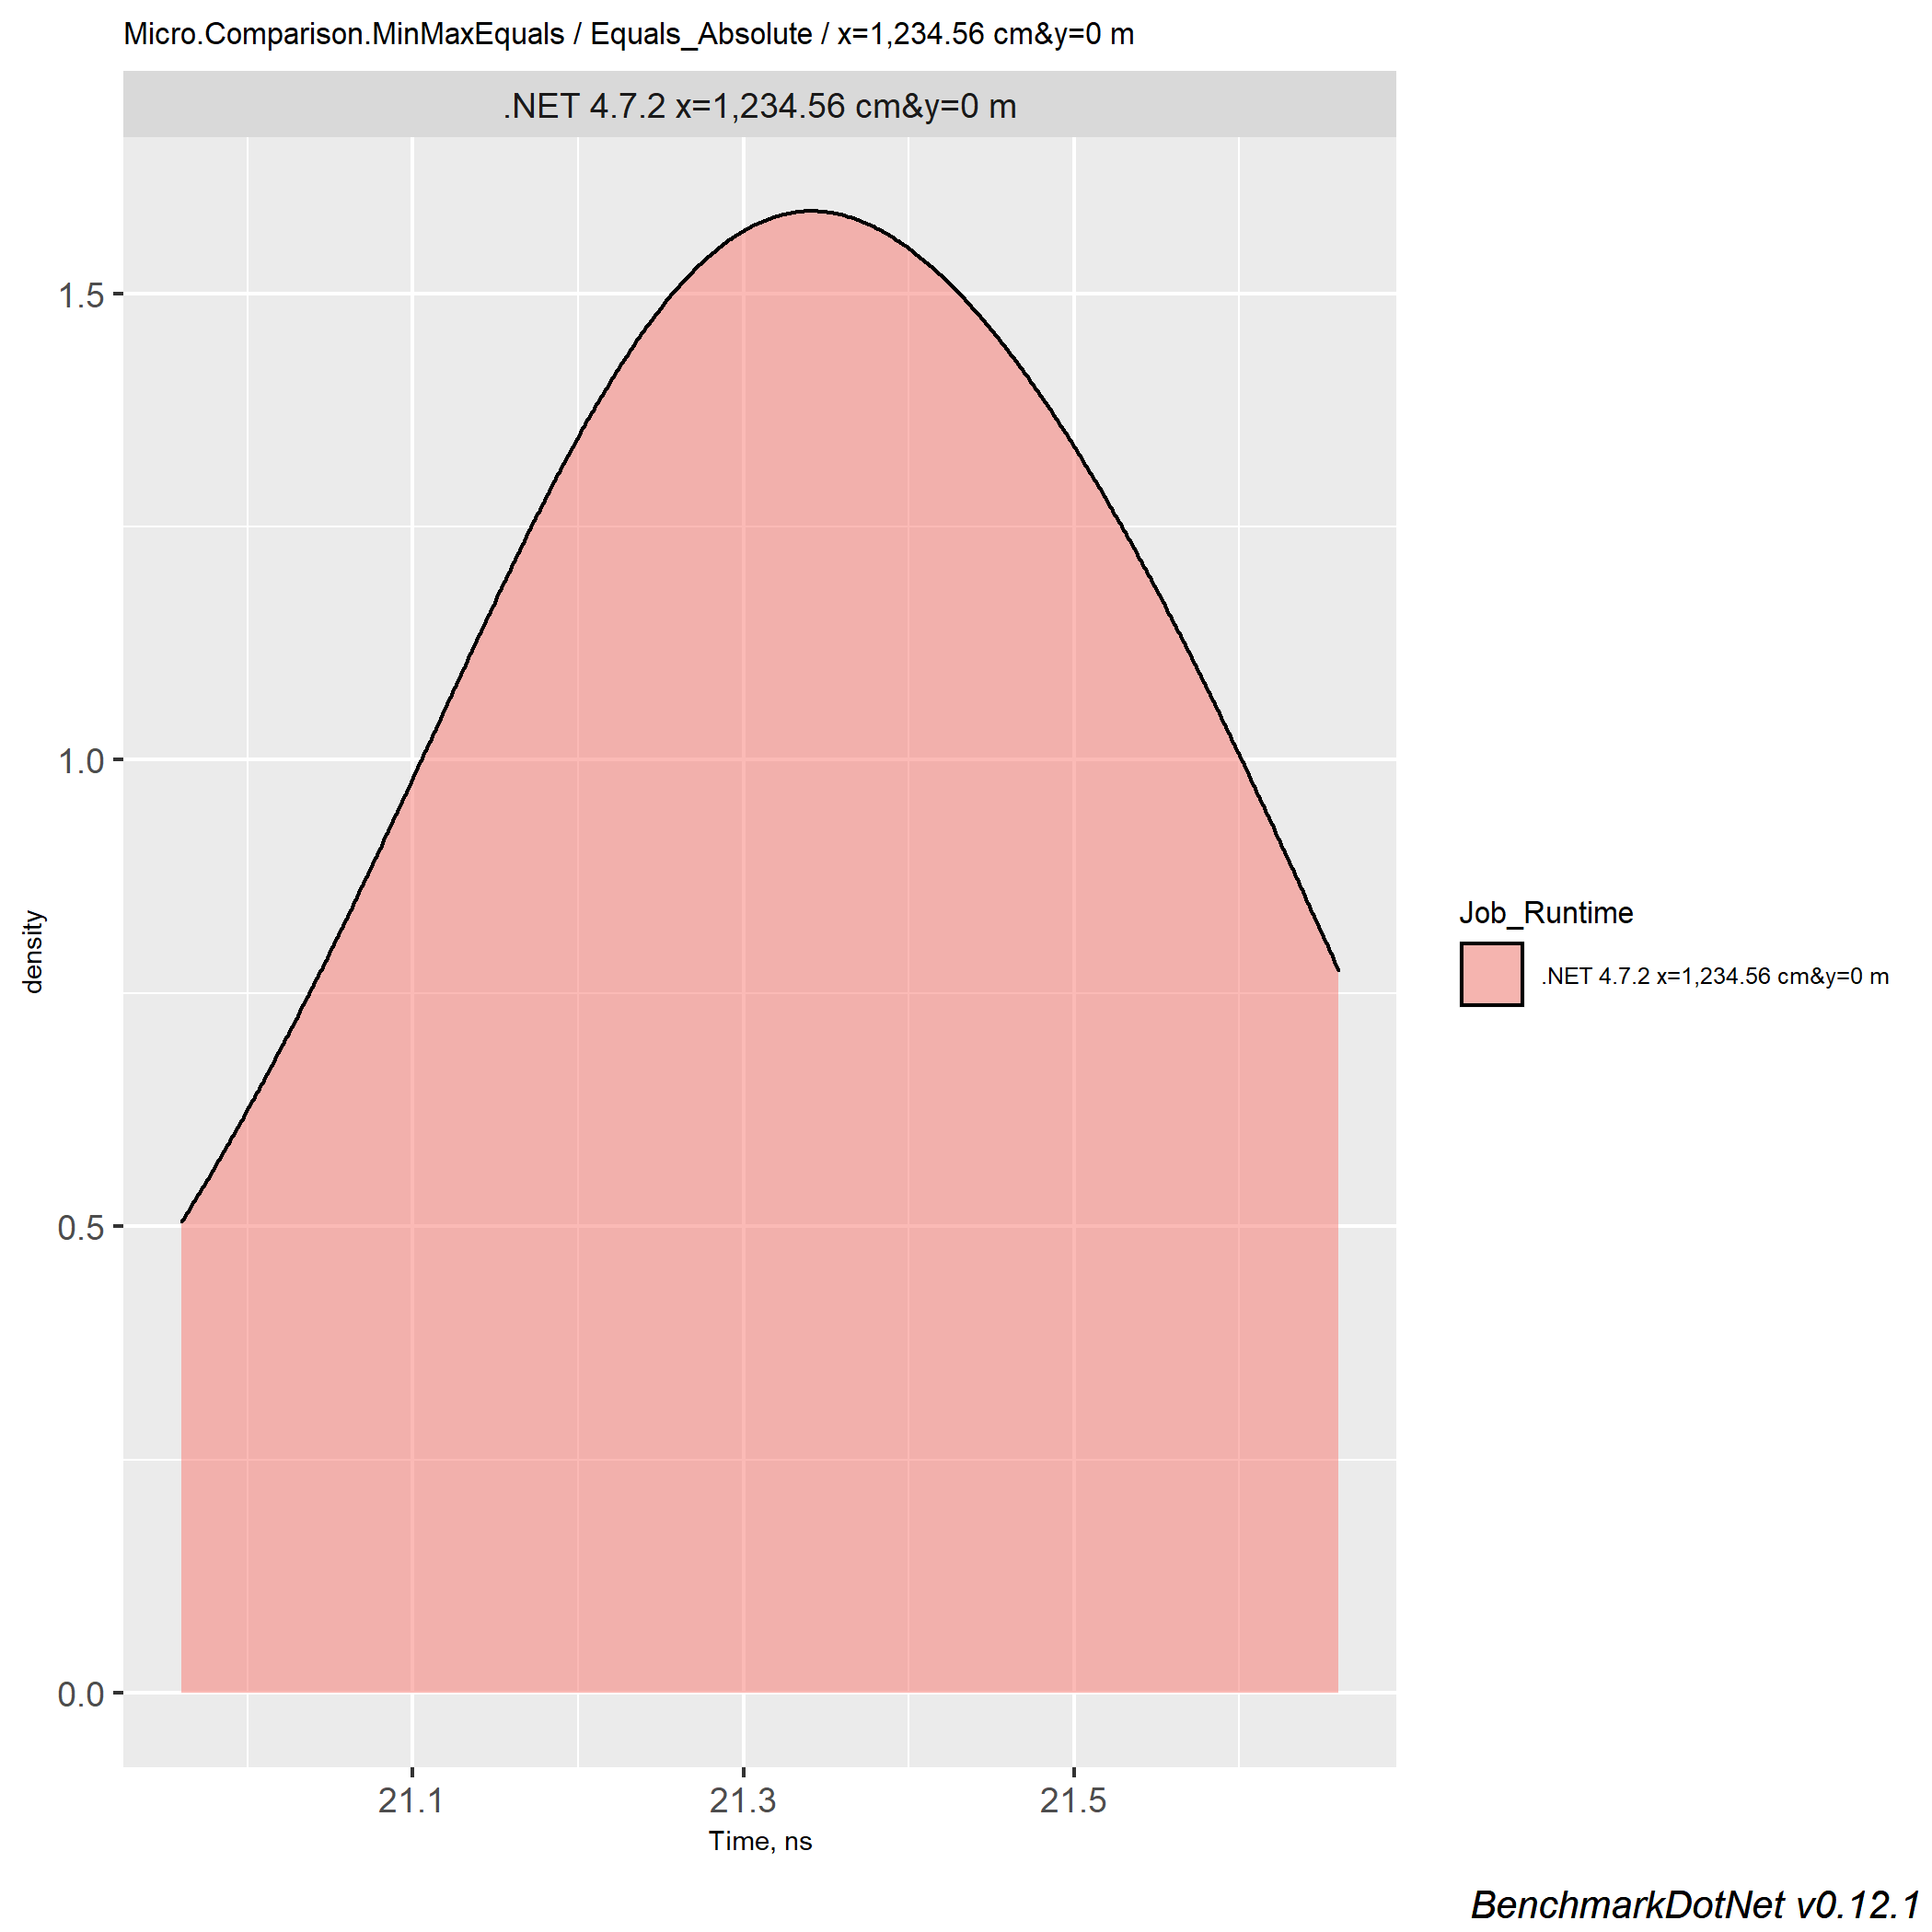 Micro.Comparison.MinMaxEquals / Equals_Absolute / x=1,234.56 cm&y=0 m
.NET 4.7.2 x=1,234.56 cm&y=0 m
1.5
1.0
0.5
0.0
density
21.1
21.3
21.5
Time, ns
Job_Runtime
.NET 4.7.2 x=1,234.56 cm&y=0 m
BenchmarkDotNet v0.12.1